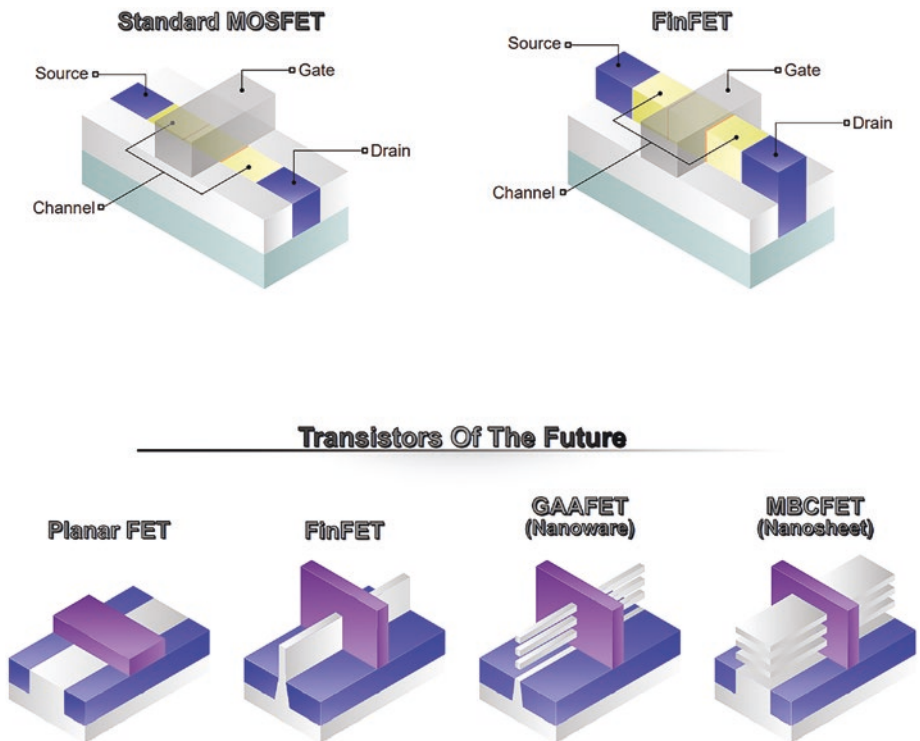 Standard MOSFET
FinFET
Source
Gate
Drain
Channel
Source
Gate
Drain
Channel
Transistors Of The Future
Planar FET
FinFET
GAAFET
(Nanoware)
MBCFET
(Nanosheet)